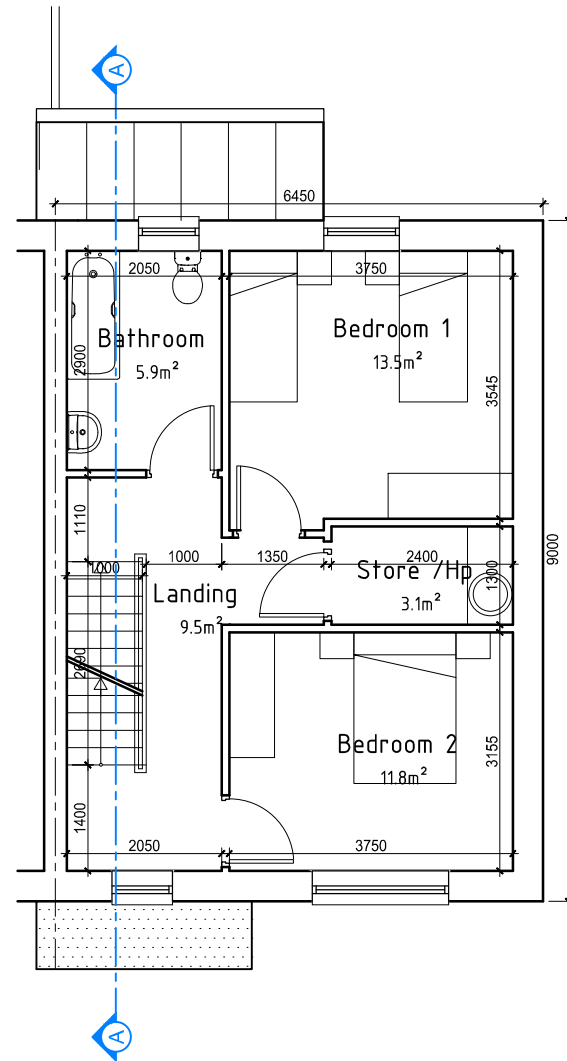 A
6450
2050
3750
Bathroom
5.9m²
Bedroom 1
13.5m²
2900
3545
1110
1000
1000
1350
2400
9000
Landing
9.5m²
Store /Hp
3.1m²
1300
2690
Bedroom 2
11.8m²
3155
1400
2050
3750
A